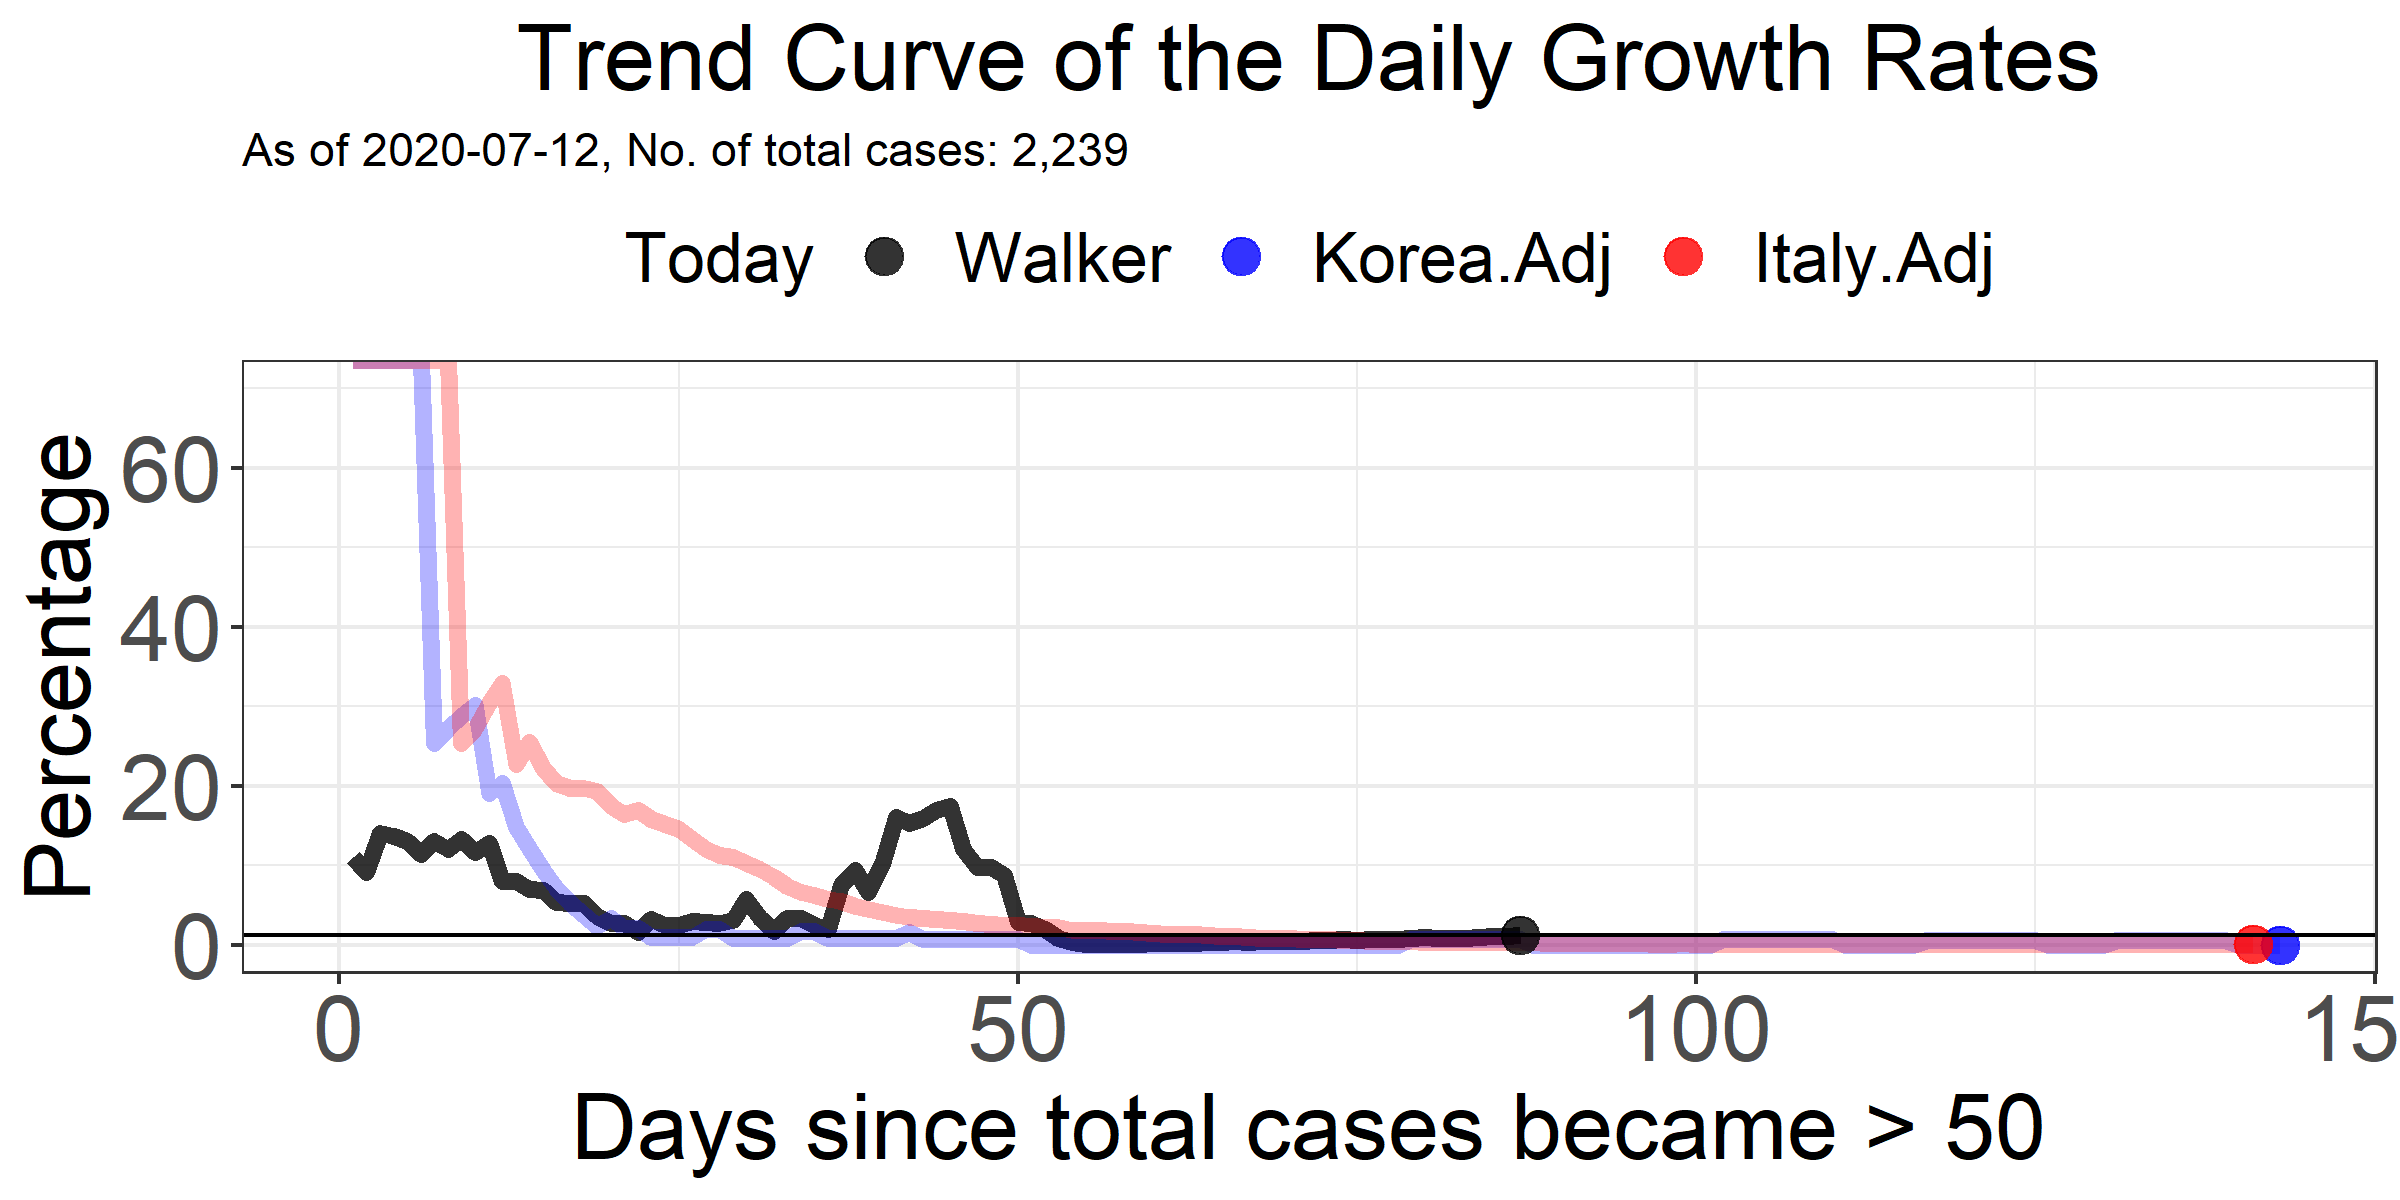 Trend Curve of the Daily Growth Rates
As of 2020-07-12, No. of total cases: 2,239
Today Walker Korea.Adj Italy.Adj
Percentage
60
40
20
0
0 50 100 15
Days since total cases became > 50